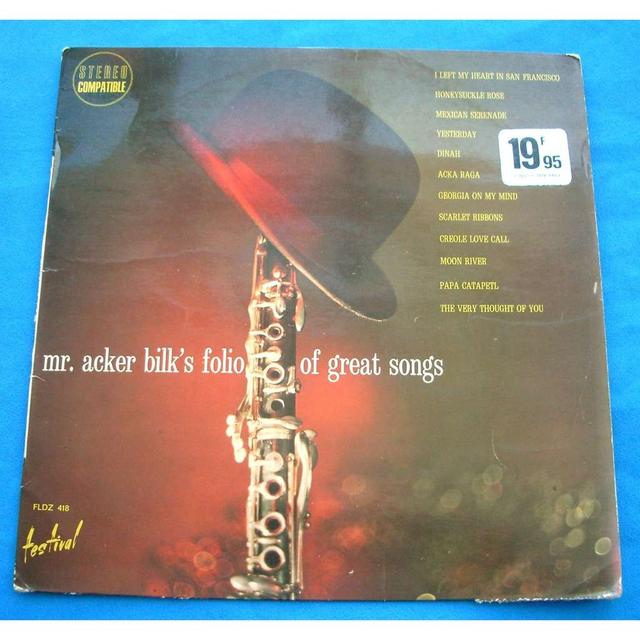 STEREO
COMPATIBLE
I LEFT MY HEART IN SAN FRANCISCO
HONEYSUCKLE ROSE
MEXICAN SERENADE
YESTERDAY
DINAH
ACKA RAGA
GEORGIA ON MY MIND
SCARLET RIBBONS
CREOLE LOVE CALL
MOON RIVER
PAPA CATAPETL
THE VERY THOUGHT OF YOU
19F95
mr. acker bilk's folio of great songs
FLDZ 418
festival